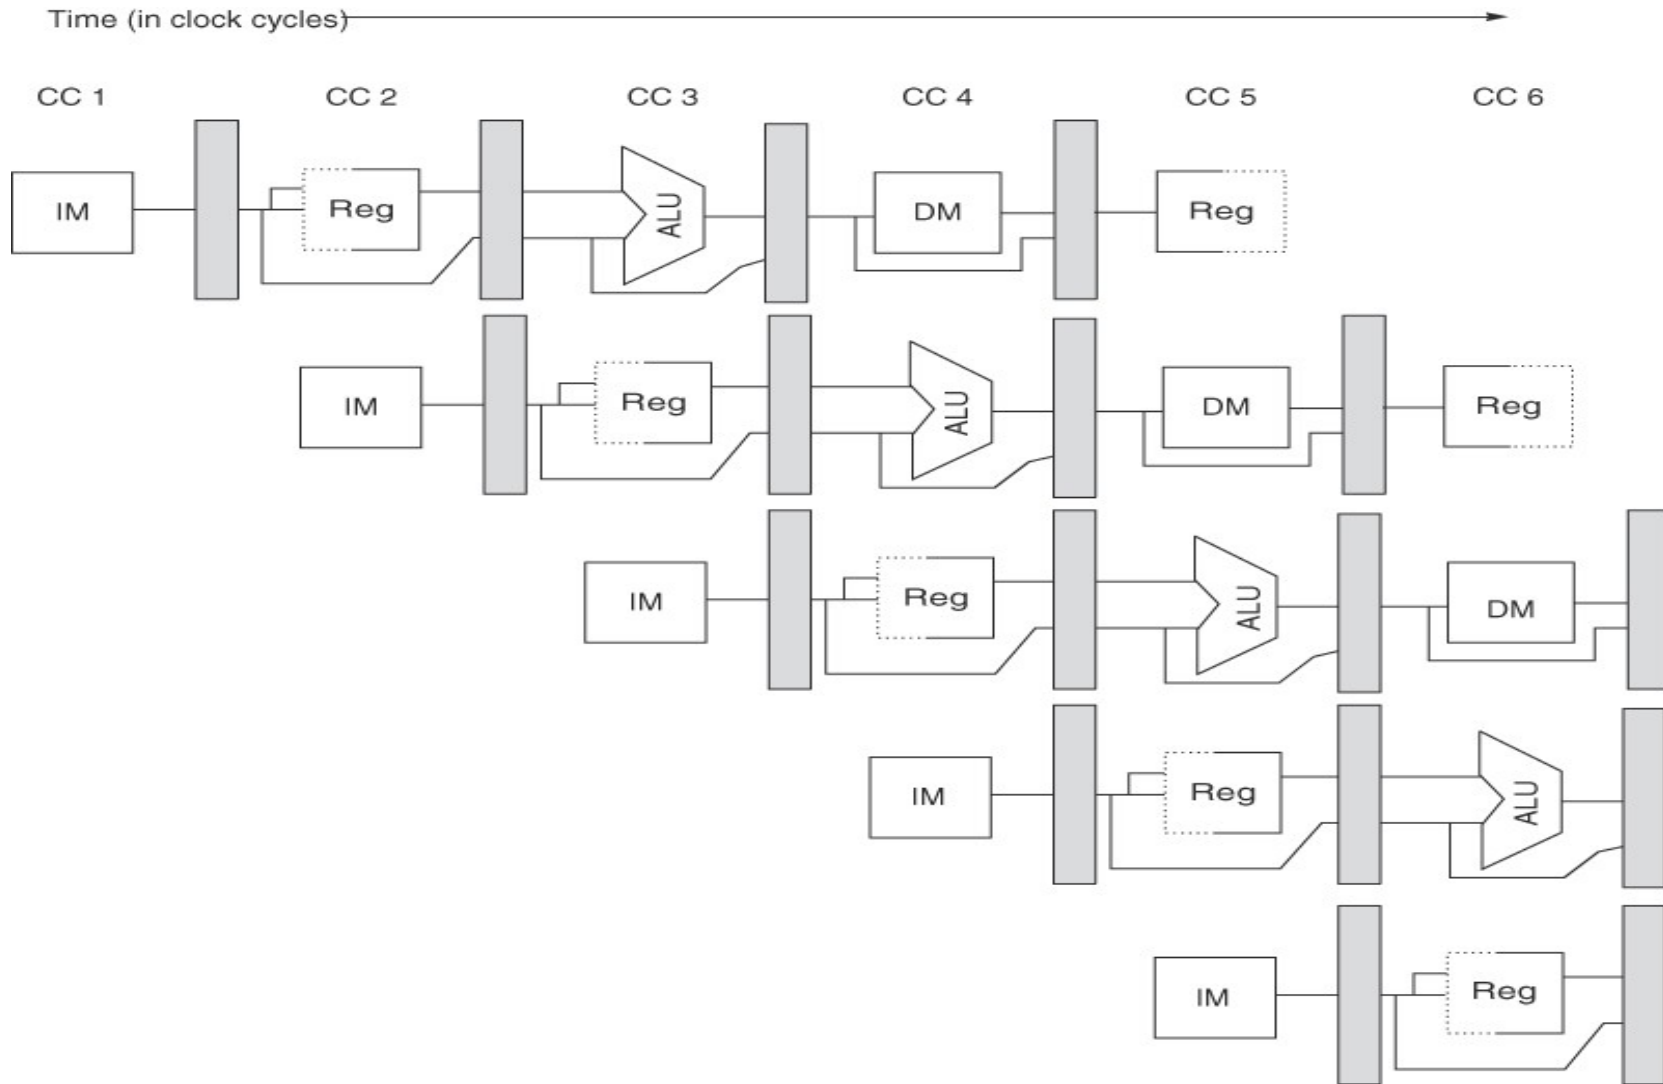 Time (in clock cycles)
CC 1 CC 2 CC 3 CC 4 CC 5 CC 6
IM Reg ALU DM Reg
IM Reg ALU DM Reg
IM Reg ALU DM
IM Reg ALU
IM Reg